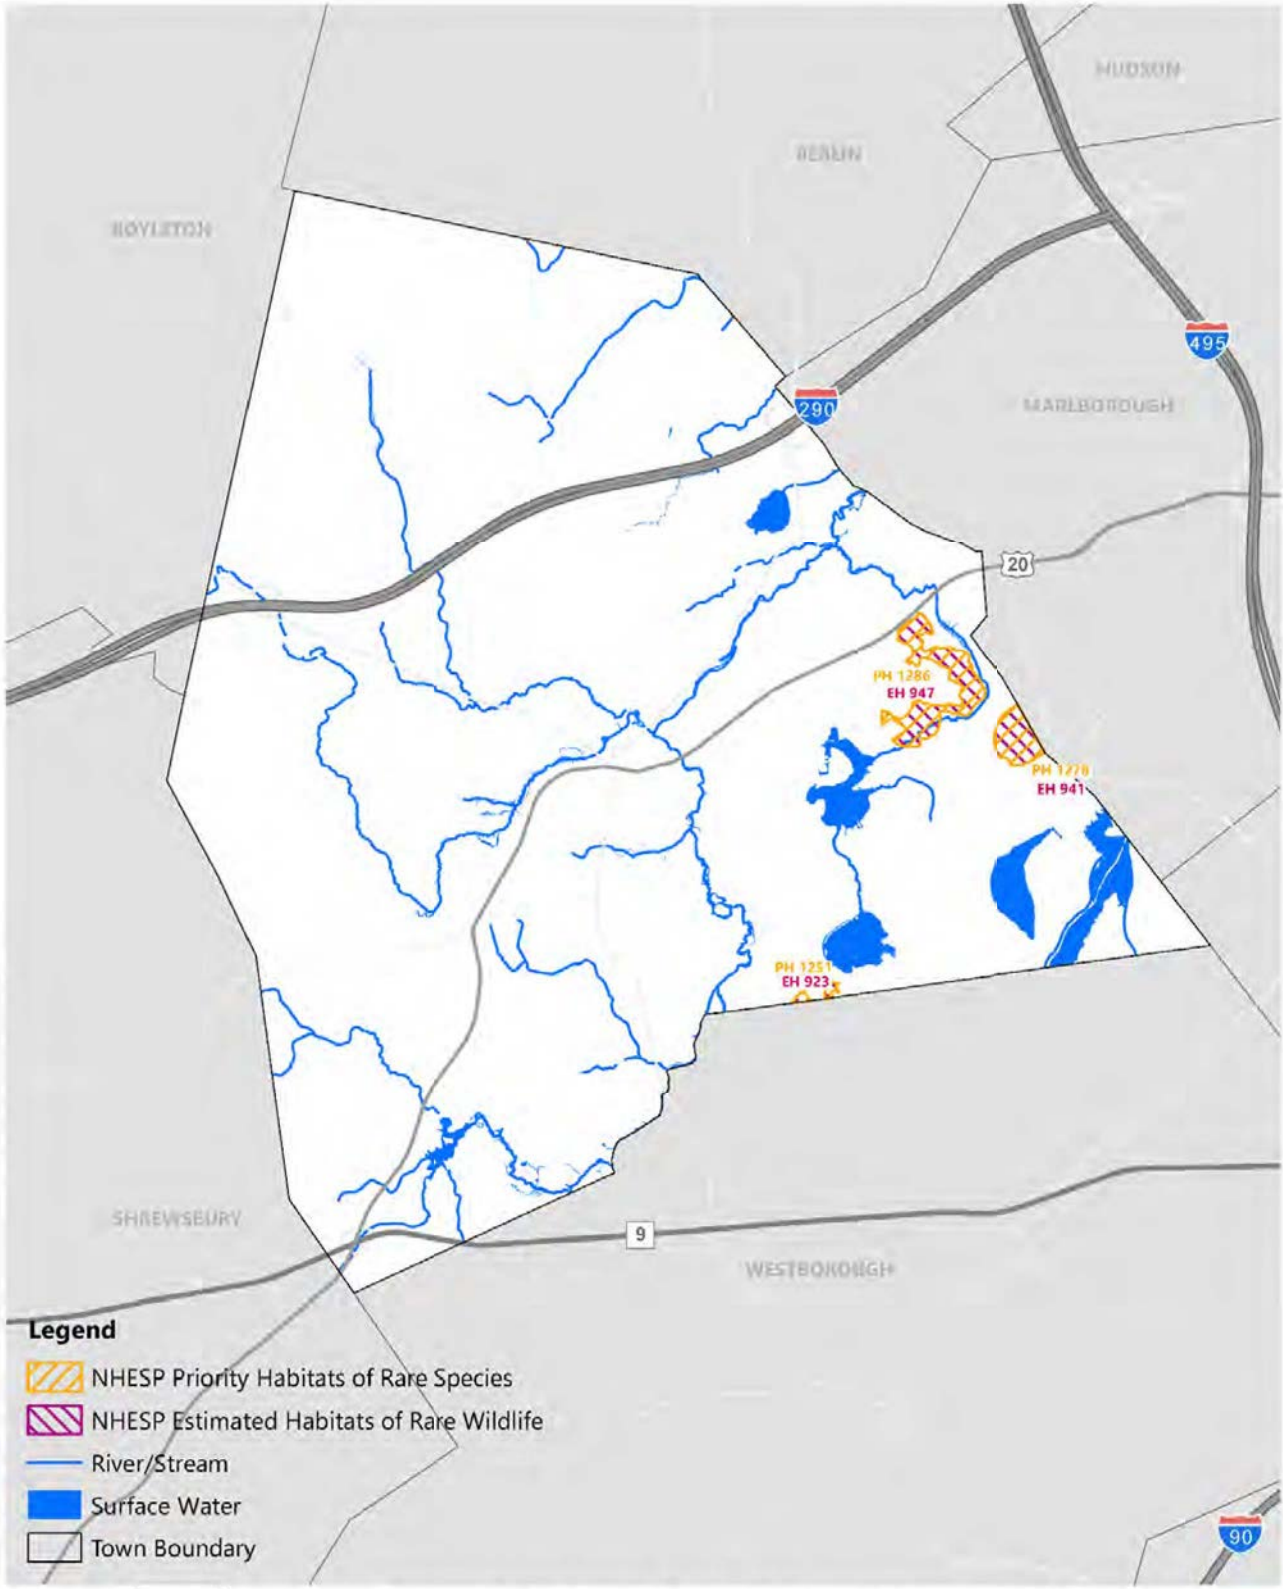 HUDSON
BERLIN
BOYLSTON
495
290
MARLBOROUGH
20
PH 1286
EH 947
PH 1278
EH 941
PH 1251
EH 923
SHREWSBURY
9
WESTBOROUGH
Legend
NHESP Priority Habitats of Rare Species
NHESP Estimated Habitats of Rare Wildlife
River/Stream
Surface Water
Town Boundary
90